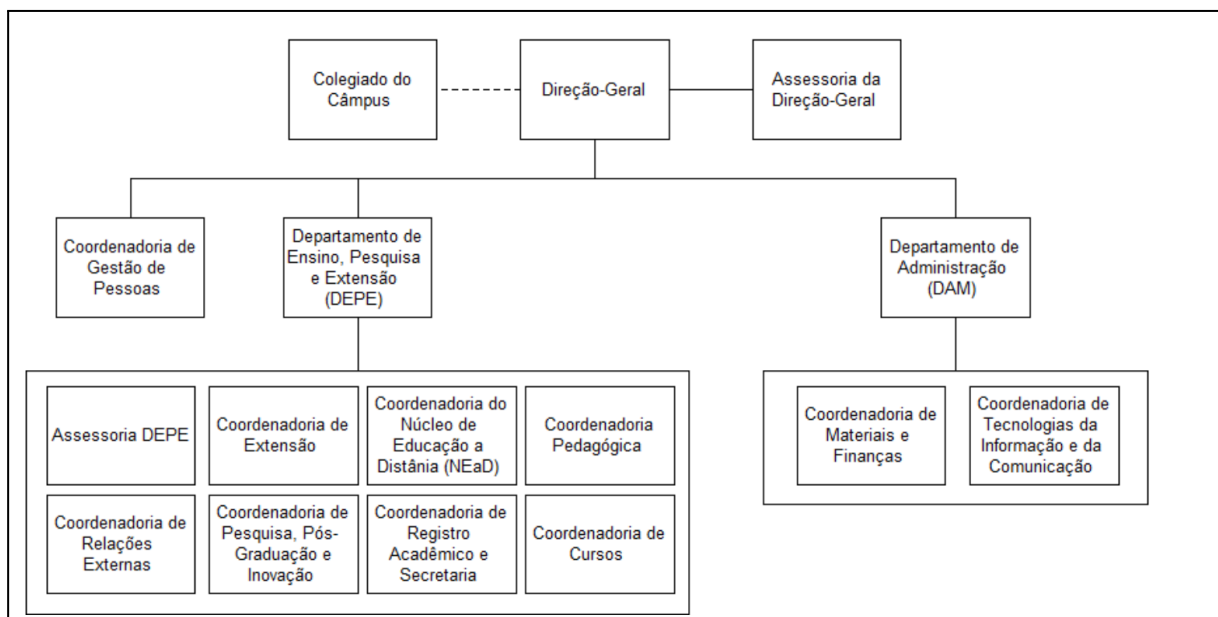 Colegiado do
Câmpus
Direção-Geral
Assessoria da
Direção-Geral
Coordenadoria de
Gestão de
Pessoas
Departamento de
Ensino, Pesquisa
e Extensão
(DEPE)
Departamento de
Administração
(DAM)
Assessoria DEPE
Coordenadoria de
Extensão
Coordenadoria do
Núcleo de
Educação a
Distânia (NEaD)
Coordenadoria
Pedagógica
Coordenadoria de
Relações
Externas
Coordenadoria de
Pesquisa, Pós-
Graduação e
Inovação
Coordenadoria de
Registro
Acadêmico e
Secretaria
Coordenadoria de
Cursos
Coordenadoria de
Materiais e
Finanças
Coordenadoria de
Tecnologias da
Informação e da
Comunicação